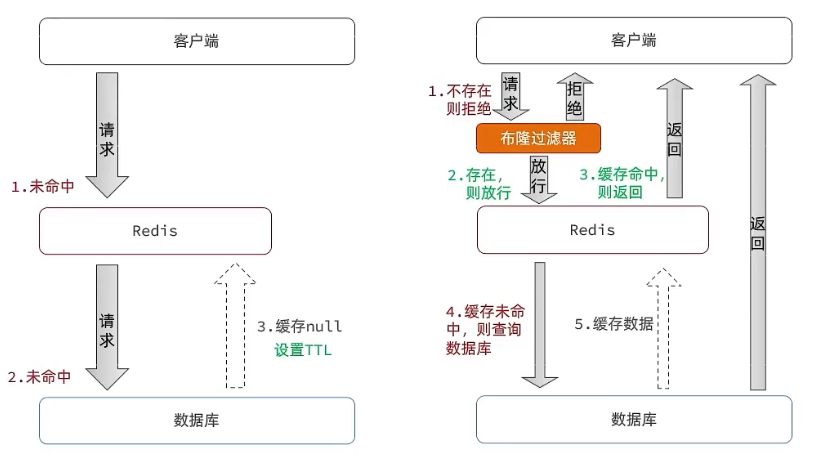 客户端
请求
1.未命中
Redis
请求
3.缓存null
设置TTL
2.未命中
数据库
客户端
1.不存在
则拒绝
请求
拒绝
布隆过滤器
2.存在，
则放行
放行
3.缓存命中，
则返回
返回
Redis
返回
4.缓存未命
中，则查询
数据库
5.缓存数据
数据库